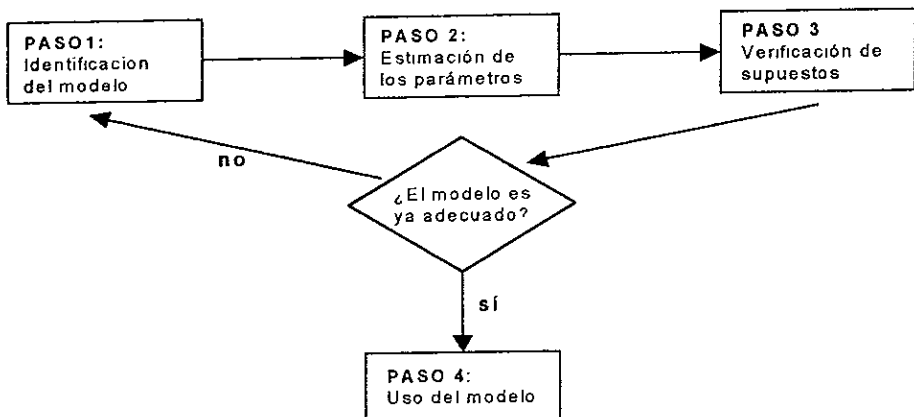 PASO1:
Identificacion
del modelo
PASO 2:
Estimación de
los parámetros
PASO 3
Verificación de
supuestos
no
¿El modelo es
ya adecuado?
sí
PASO 4:
Uso del modelo